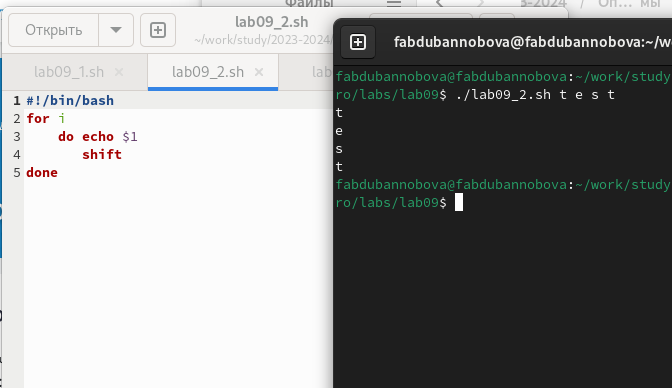 Файлы
3-2024 / Оп… мы
Открыть
lab09_2.sh
~/work/study/2023-2024/
lab09_1.sh ×
lab09_2.sh ×
lab
1 #!/bin/bash
2 for i
3     do echo $1
4        shift
5 done
fabdubannobova@fabdubannobova:~/w
fabdubannobova@fabdubannobova:~/work/study
ro/labs/lab09$ ./lab09_2.sh t e s t
t
e
s
t
fabdubannobova@fabdubannobova:~/work/study
ro/labs/lab09$